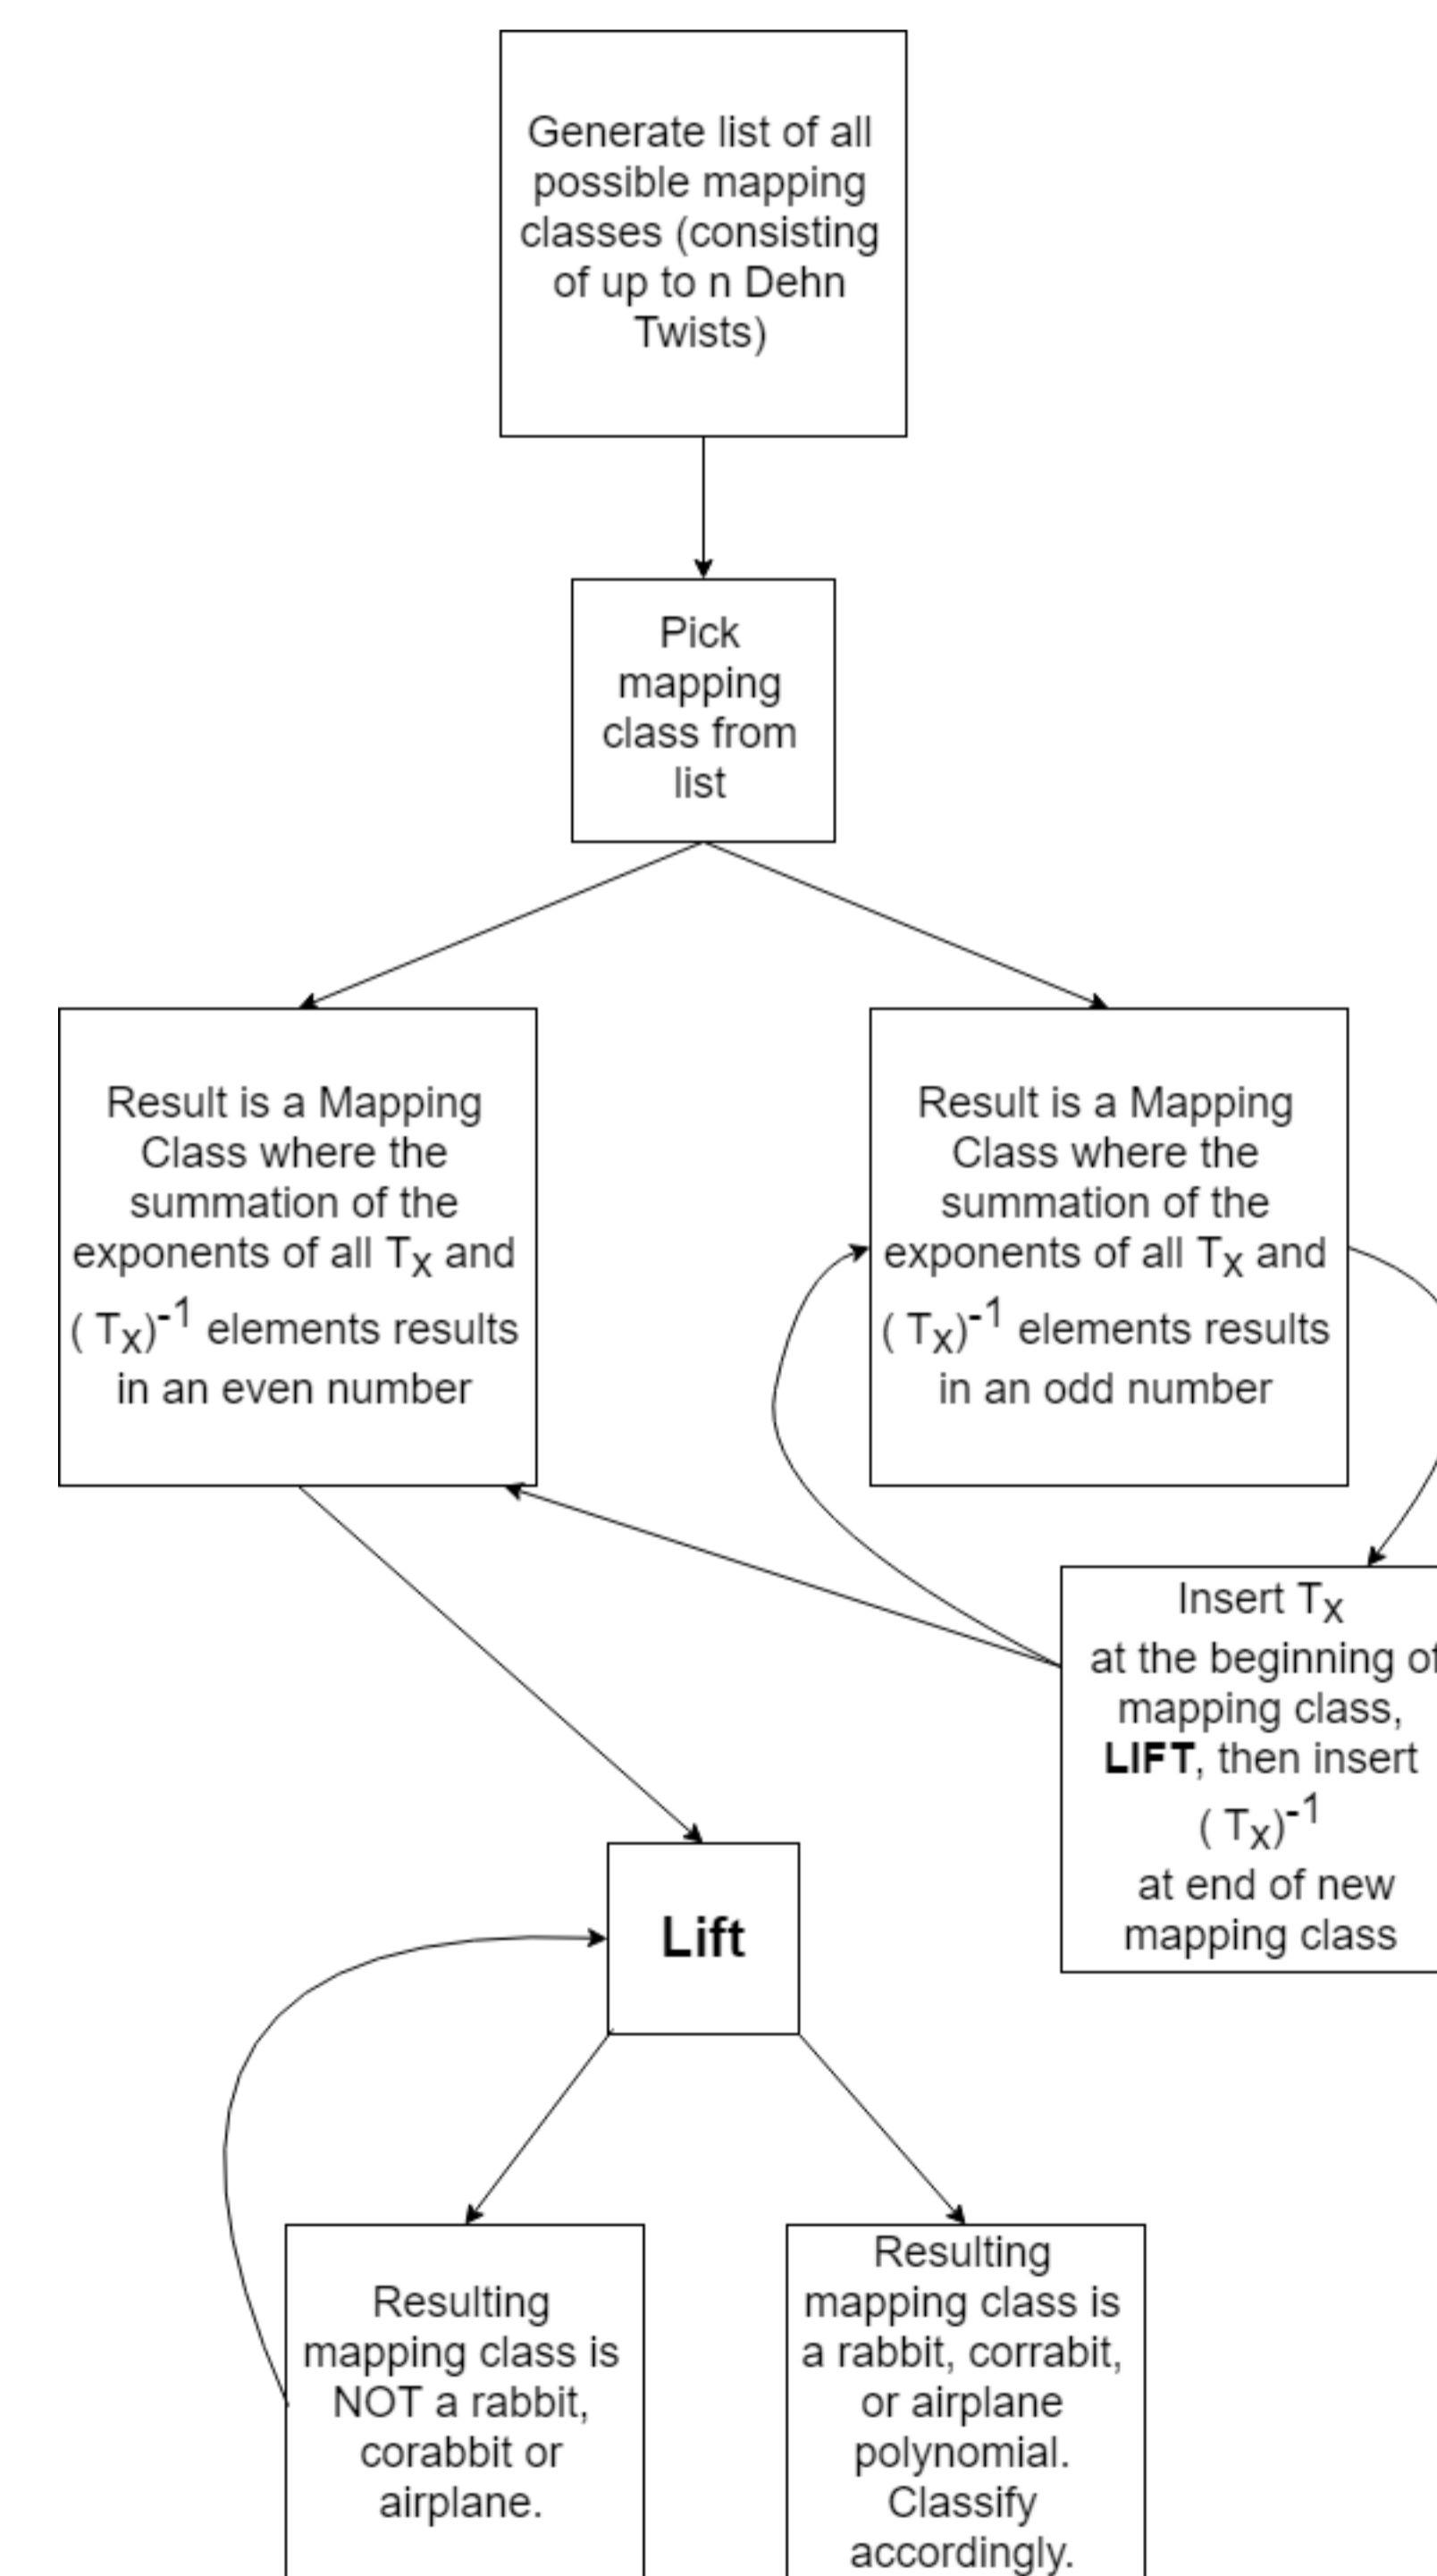 Generate list of all
possible mapping
classes (consisting
of up to n Dehn
Twists)
Pick
mapping
class from
list
Result is a Mapping
Class where the
summation of the
exponents of all Tx and
( Tx)-1 elements results
in an even number
Result is a Mapping
Class where the
summation of the
exponents of all Tx and
( Tx)-1 elements results
in an odd number
Insert Tx
at the beginning of
mapping class,
LIFT, then insert
( Tx)-1
at end of new
mapping class
Lift
Resulting
mapping class is
NOT a rabbit,
corabbit or
airplane.
Resulting
mapping class is
a rabbit, corrabit,
or airplane
polynomial.
Classify
accordingly.